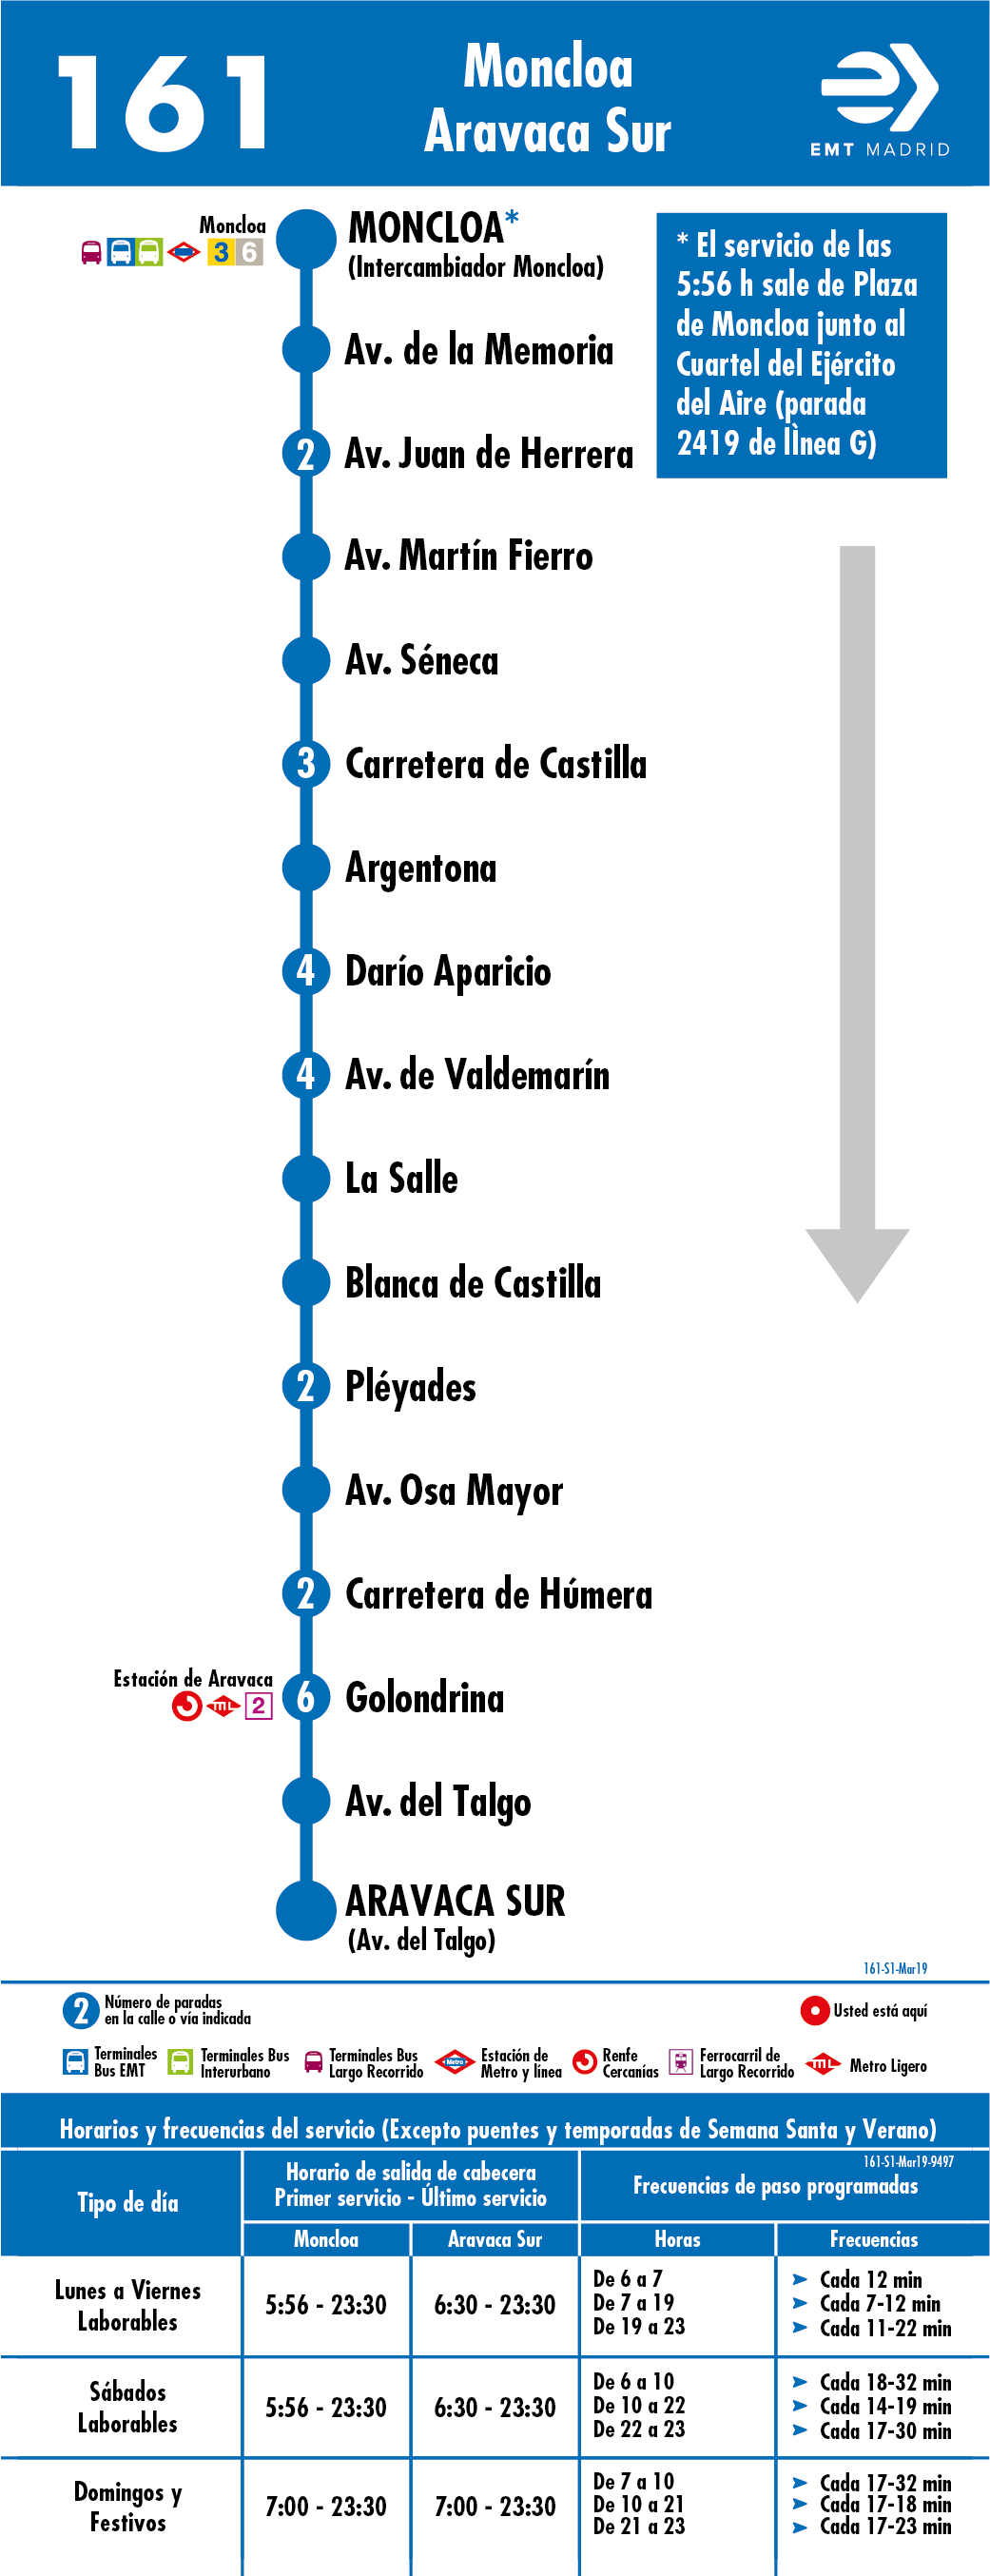 161
Moncloa
Aravaca Sur
EMT MADRID
Moncloa
3 6
MONCLOA*
(Intercambiador Moncloa)
* El servicio de las
5:56 h sale de Plaza
de Moncloa junto al
Cuartel del Ejército
del Aire (parada
2419 de lÌnea G)
Av. de la Memoria
2 Av. Juan de Herrera
Av. Martín Fierro
Av. Séneca
3 Carretera de Castilla
Argentona
4 Darío Aparicio
4 Av. de Valdemarín
La Salle
Blanca de Castilla
2 Pléyades
Av. Osa Mayor
2 Carretera de Húmera
Estación de Aravaca
ML 2
6 Golondrina
Av. del Talgo
ARAVACA SUR
(Av. del Talgo)
161-S1-Mar19
2 Número de paradas
en la calle o vía indicada
Usted está aquí
Terminales
Bus EMT
Terminales Bus
Interurbano
Terminales Bus
Largo Recorrido
Metro
Estación de
Metro y línea
Renfe
Cercanías
Ferrocarril de
Largo Recorrido
ML Metro Ligero
Horarios y frecuencias del servicio (Excepto puentes y temporadas de Semana Santa y Verano)
161-S1-Mar19-9497
Tipo de día
Horario de salida de cabecera
Primer servicio - Último servicio
Frecuencias de paso programadas
Moncloa Aravaca Sur Horas Frecuencias
Lunes a Viernes
Laborables
5:56 - 23:30 6:30 - 23:30
De 6 a 7 Cada 12 min
De 7 a 19 Cada 7-12 min
De 19 a 23 Cada 11-22 min
Sábados
Laborables
5:56 - 23:30 6:30 - 23:30
De 6 a 10 Cada 18-32 min
De 10 a 22 Cada 14-19 min
De 22 a 23 Cada 17-30 min
Domingos y
Festivos
7:00 - 23:30 7:00 - 23:30
De 7 a 10 Cada 17-32 min
De 10 a 21 Cada 17-18 min
De 21 a 23 Cada 17-23 min